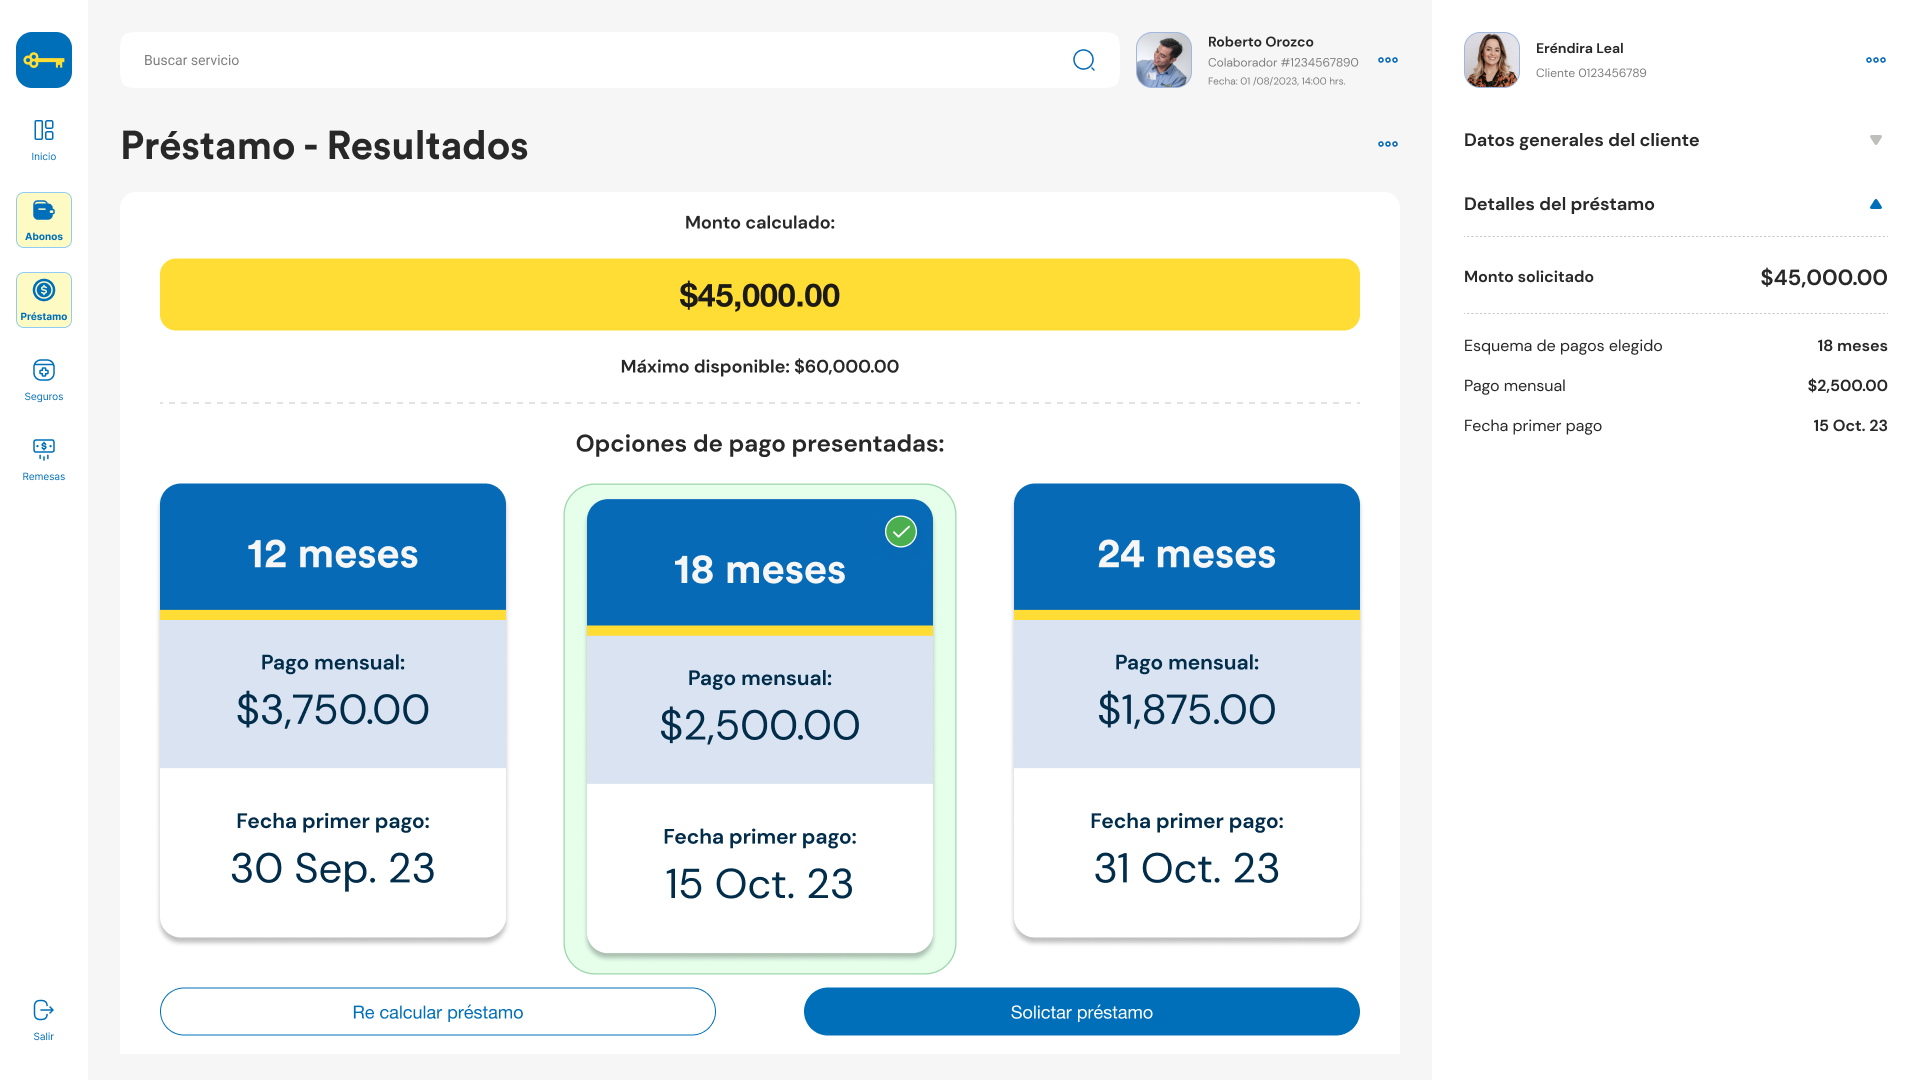 Inicio
Abonos
Préstamo
Seguros
Remesas
Salir
Buscar servicio
Roberto Orozco
Colaborador #1234567890
Fecha: 01 /08/2023, 14:00 hrs.
Préstamo - Resultados
Monto calculado:
$45,000.00
Máximo disponible: $60,000.00
Opciones de pago presentadas:
12 meses
Pago mensual:
$3,750.00
Fecha primer pago:
30 Sep. 23
18 meses
Pago mensual:
$2,500.00
Fecha primer pago:
15 Oct. 23
24 meses
Pago mensual:
$1,875.00
Fecha primer pago:
31 Oct. 23
Re calcular préstamo
Solictar préstamo
Eréndira Leal
Cliente 0123456789
Datos generales del cliente
Detalles del préstamo
Monto solicitado $45,000.00
Esquema de pagos elegido 18 meses
Pago mensual $2,500.00
Fecha primer pago 15 Oct. 23